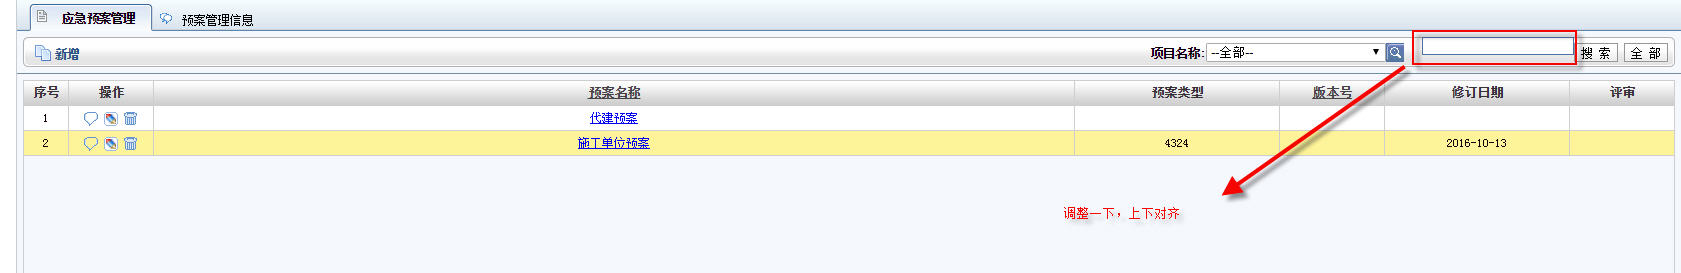 应急预案管理 预案管理信息
新增 项目名称: --全部-- 搜 索 全 部
序号 操作 预案名称 预案类型 版本号 修订日期 评审
1 代建预案
2 施工单位预案 4324 2016-10-13
调整一下，上下对齐